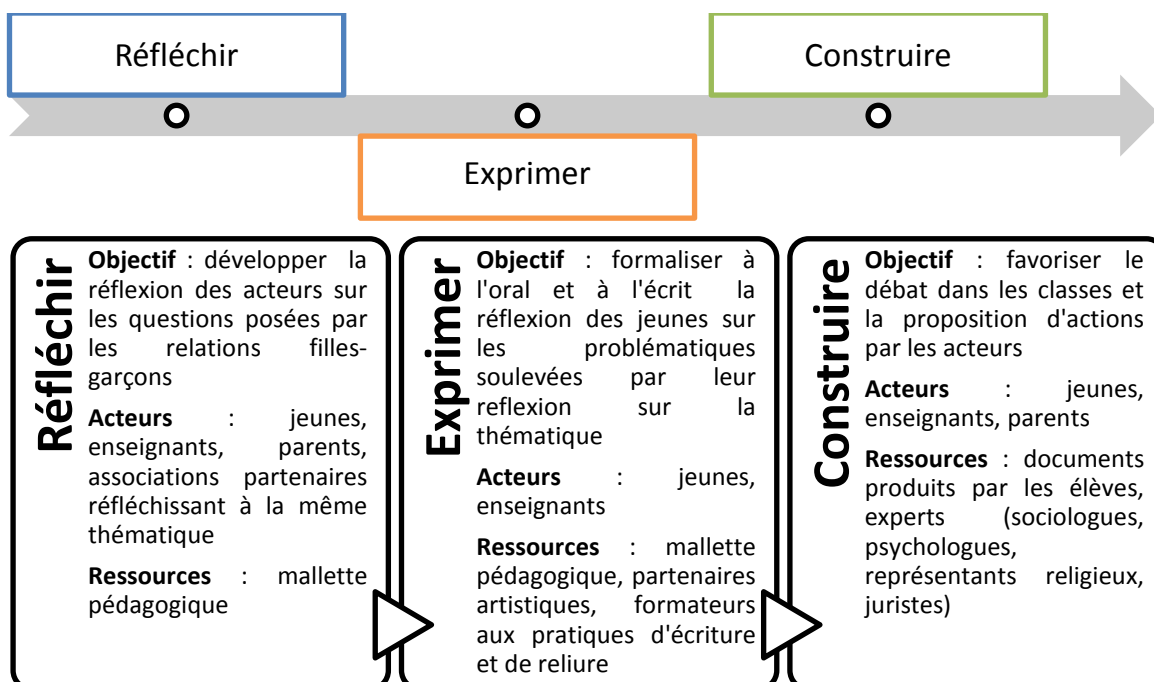 Réfléchir
Construire
Exprimer
Réfléchir
Objectif : développer la
réflexion des acteurs sur
les questions posées par
les relations filles-
garçons
Acteurs : jeunes,
enseignants, parents,
associations partenaires
réfléchissant à la même
thématique
Ressources : mallette
pédagogique
Exprimer
Objectif : formaliser à
l'oral et à l'écrit la
réflexion des jeunes sur
les problématiques
soulevées par leur
reflexion sur la
thématique
Acteurs : jeunes,
enseignants
Ressources : mallette
pédagogique, partenaires
artistiques, formateurs
aux pratiques d'écriture
et de reliure
Construire
Objectif : favoriser le
débat dans les classes et
la proposition d'actions
par les acteurs
Acteurs : jeunes,
enseignants, parents
Ressources : documents
produits par les élèves,
experts (sociologues,
psychologues,
représentants religieux,
juristes)